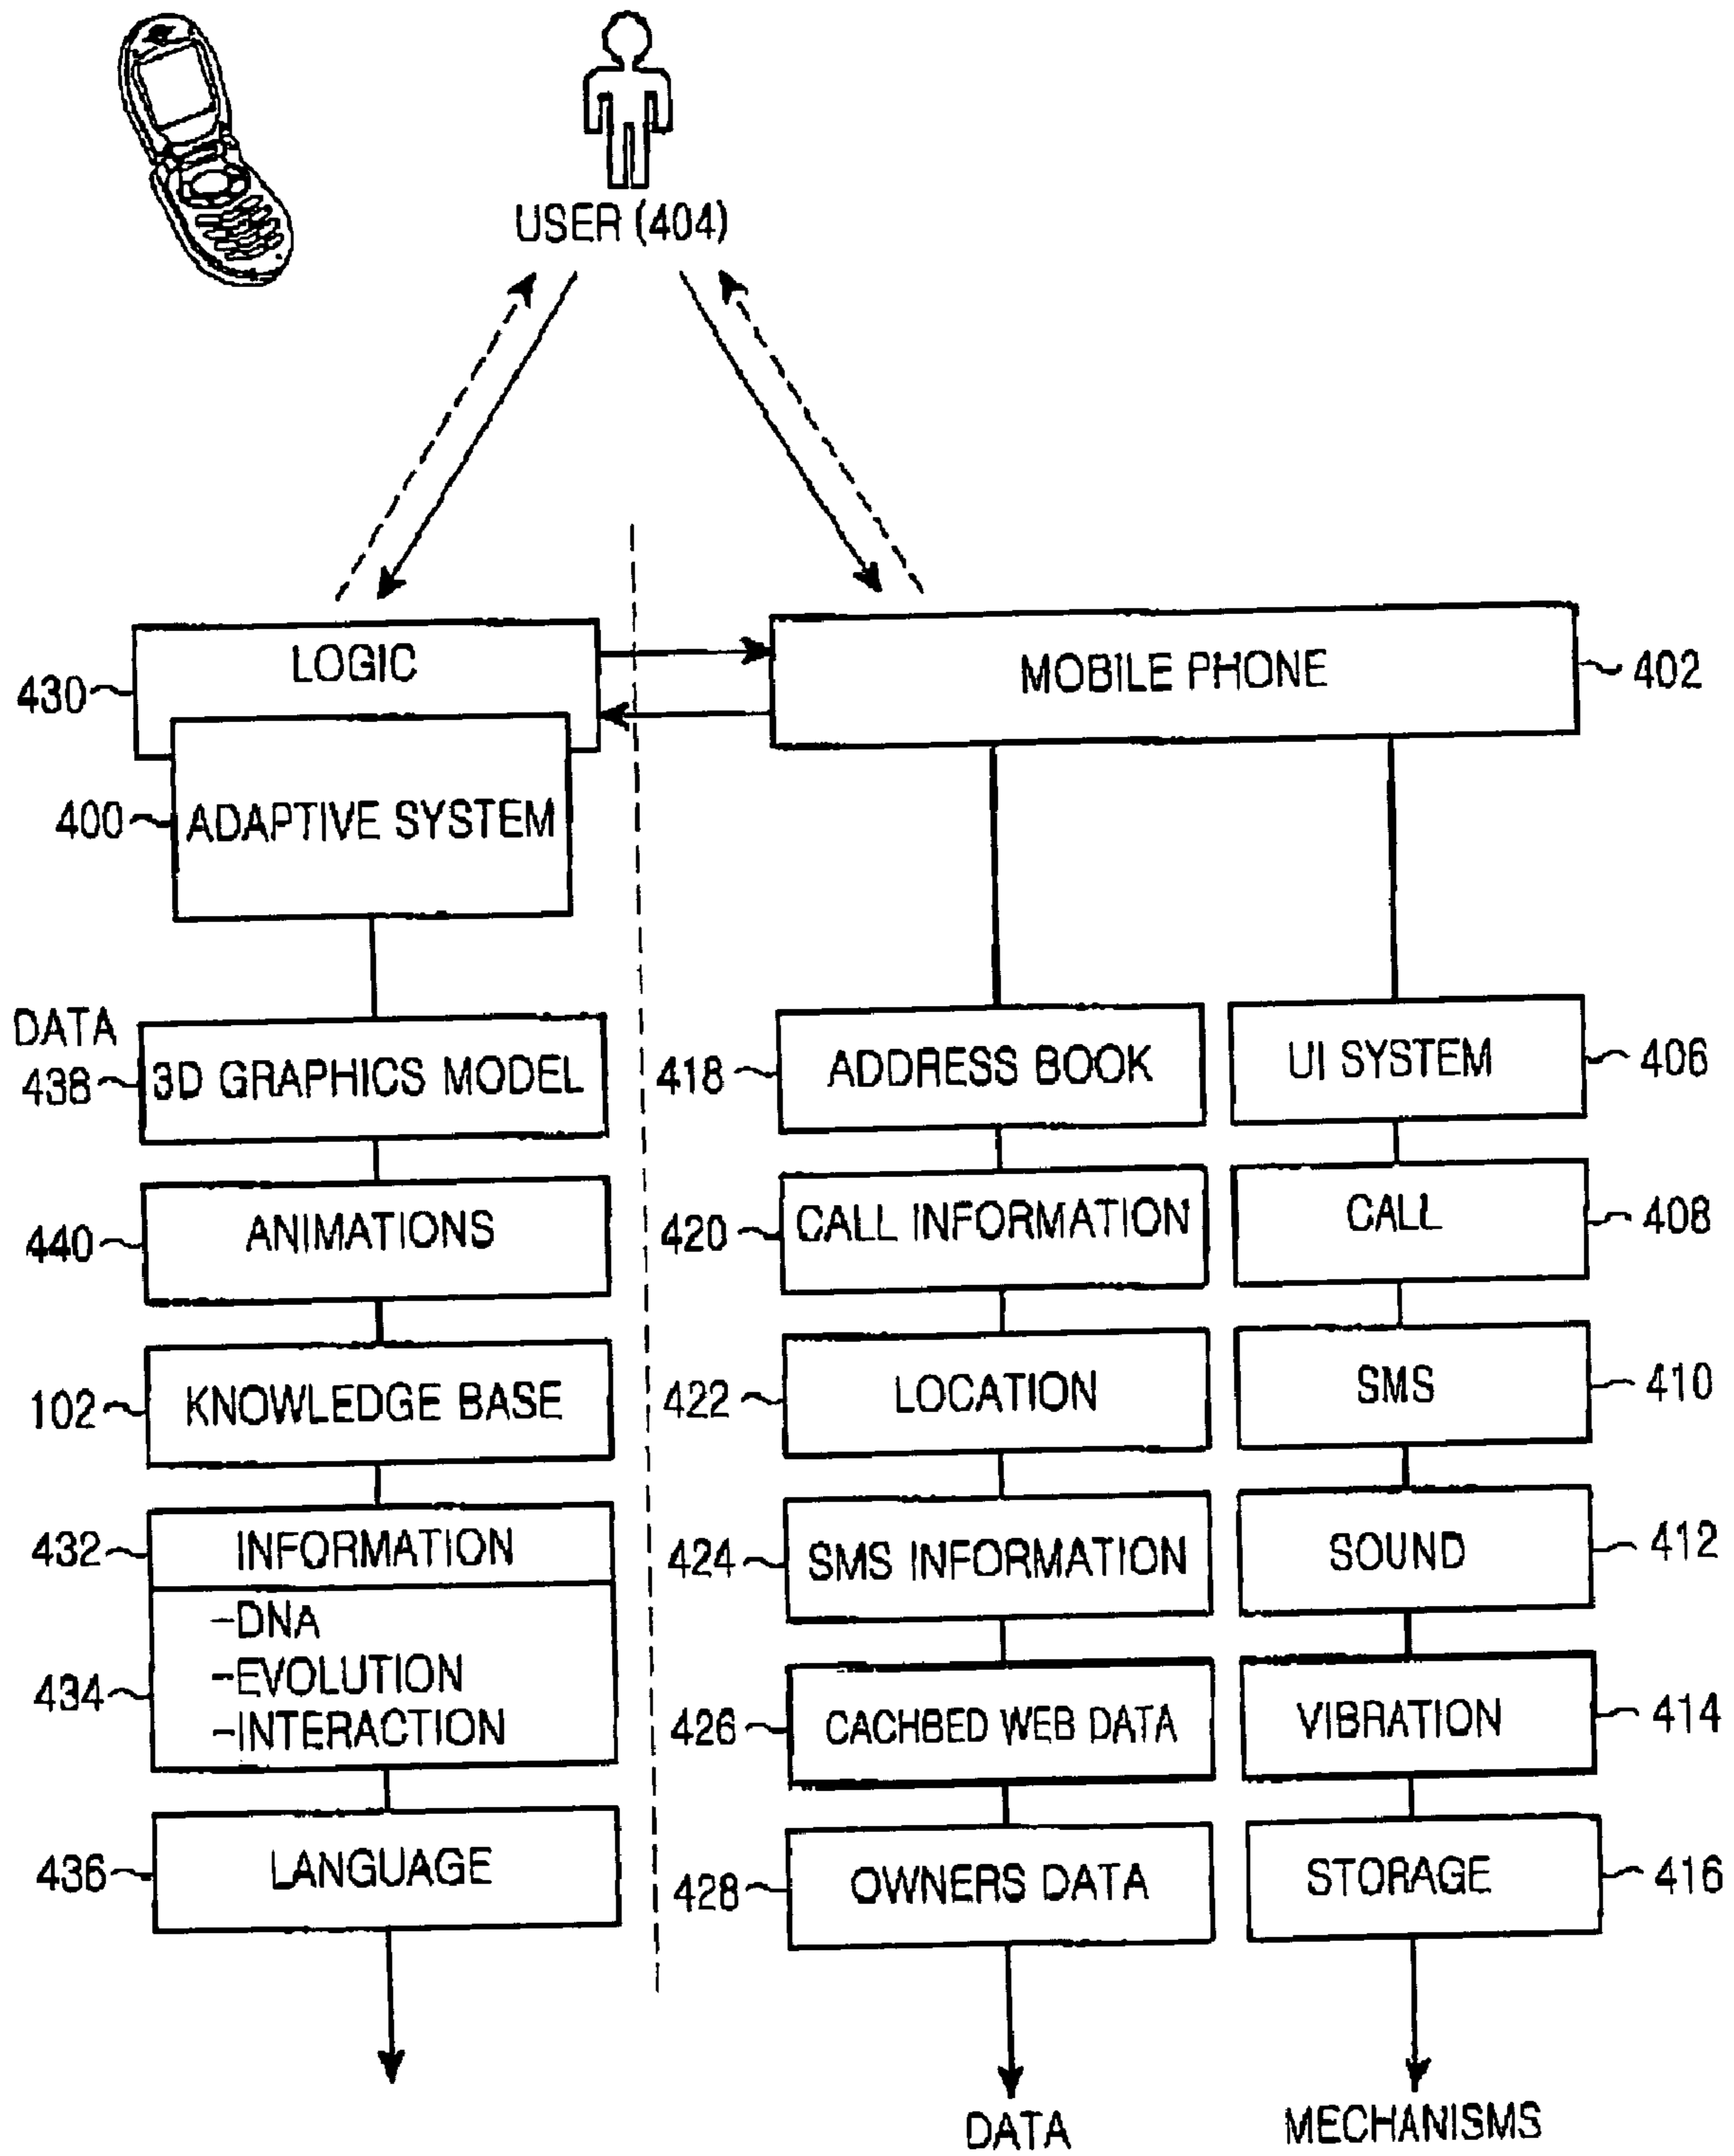 USER (404)
LOGIC
430
MOBILE PHONE
402
400
ADAPTIVE SYSTEM
DATA
438
3D GRAPHICS MODEL
440
ANIMATIONS
102
KNOWLEDGE BASE
432
INFORMATION
434
-DNA
-EVOLUTION
-INTERACTION
436
LANGUAGE
418
ADDRESS BOOK
420
CALL INFORMATION
422
LOCATION
424
SMS INFORMATION
426
CACHBED WEB DATA
428
OWNERS DATA
DATA
UI SYSTEM
406
CALL
408
SMS
410
SOUND
412
VIBRATION
414
STORAGE
416
MECHANISMS